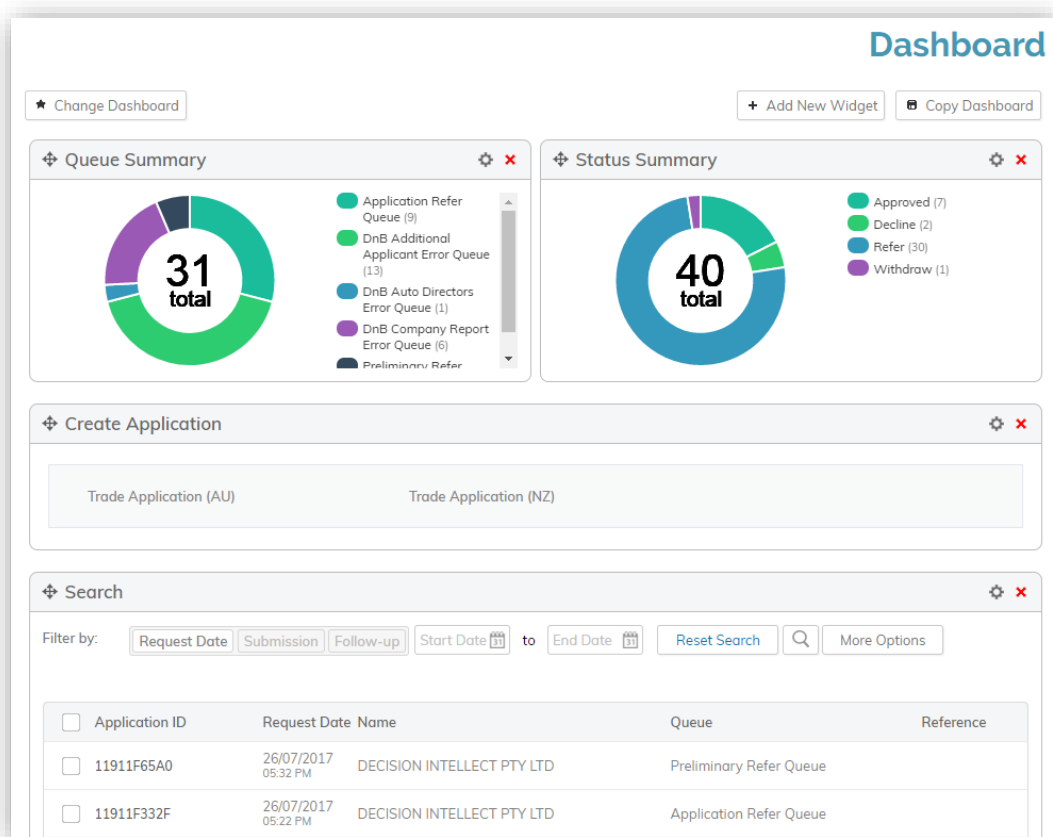 Dashboard
Change Dashboard
Add New Widget
Copy Dashboard
Queue Summary
31
total
Application Refer
Queue (9)
DnB Additional
Applicant Error Queue
(13)
DnB Auto Directors
Error Queue (1)
DnB Company Report
Error Queue (6)
Preliminary Refer
Status Summary
40
total
Approved (7)
Decline (2)
Refer (30)
Withdraw (1)
Create Application
Trade Application (AU)
Trade Application (NZ)
Search
Filter by: Request Date Submission Follow-up Start Date 31 to End Date 31 Reset Search More Options
Application ID Request Date Name Queue Reference
11911F65A0 26/07/2017 05:32 PM DECISION INTELLECT PTY LTD Preliminary Refer Queue
11911F332F 26/07/2017 05:22 PM DECISION INTELLECT PTY LTD Application Refer Queue